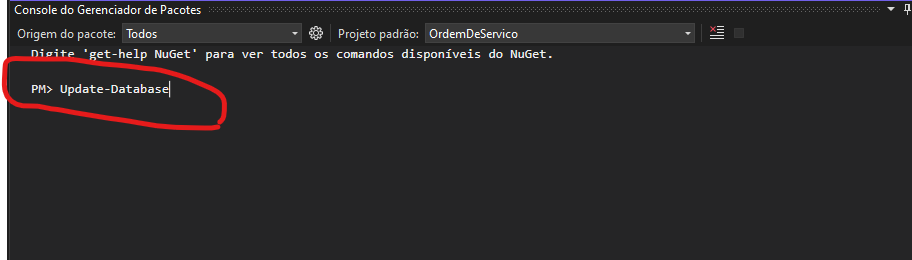 Console do Gerenciador de Pacotes
Origem do pacote: Todos Projeto padrão: OrdemDeServico
Digite 'get-help NuGet' para ver todos os comandos disponíveis do NuGet.
PM> Update-Database